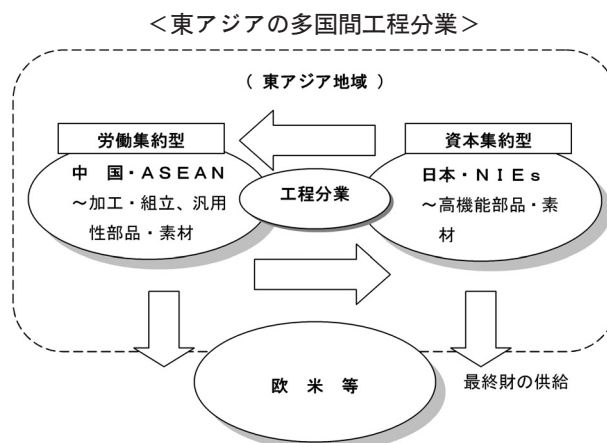 ＜東アジアの多国間工程分業＞
（ 東アジア地域 ）
労働集約型
中　国・ＡＳＥＡＮ
～加工・組立、汎用
性部品・素材
工程分業
資本集約型
日本・ＮＩＥｓ
～高機能部品・素
材
欧　米　等
最終財の供給